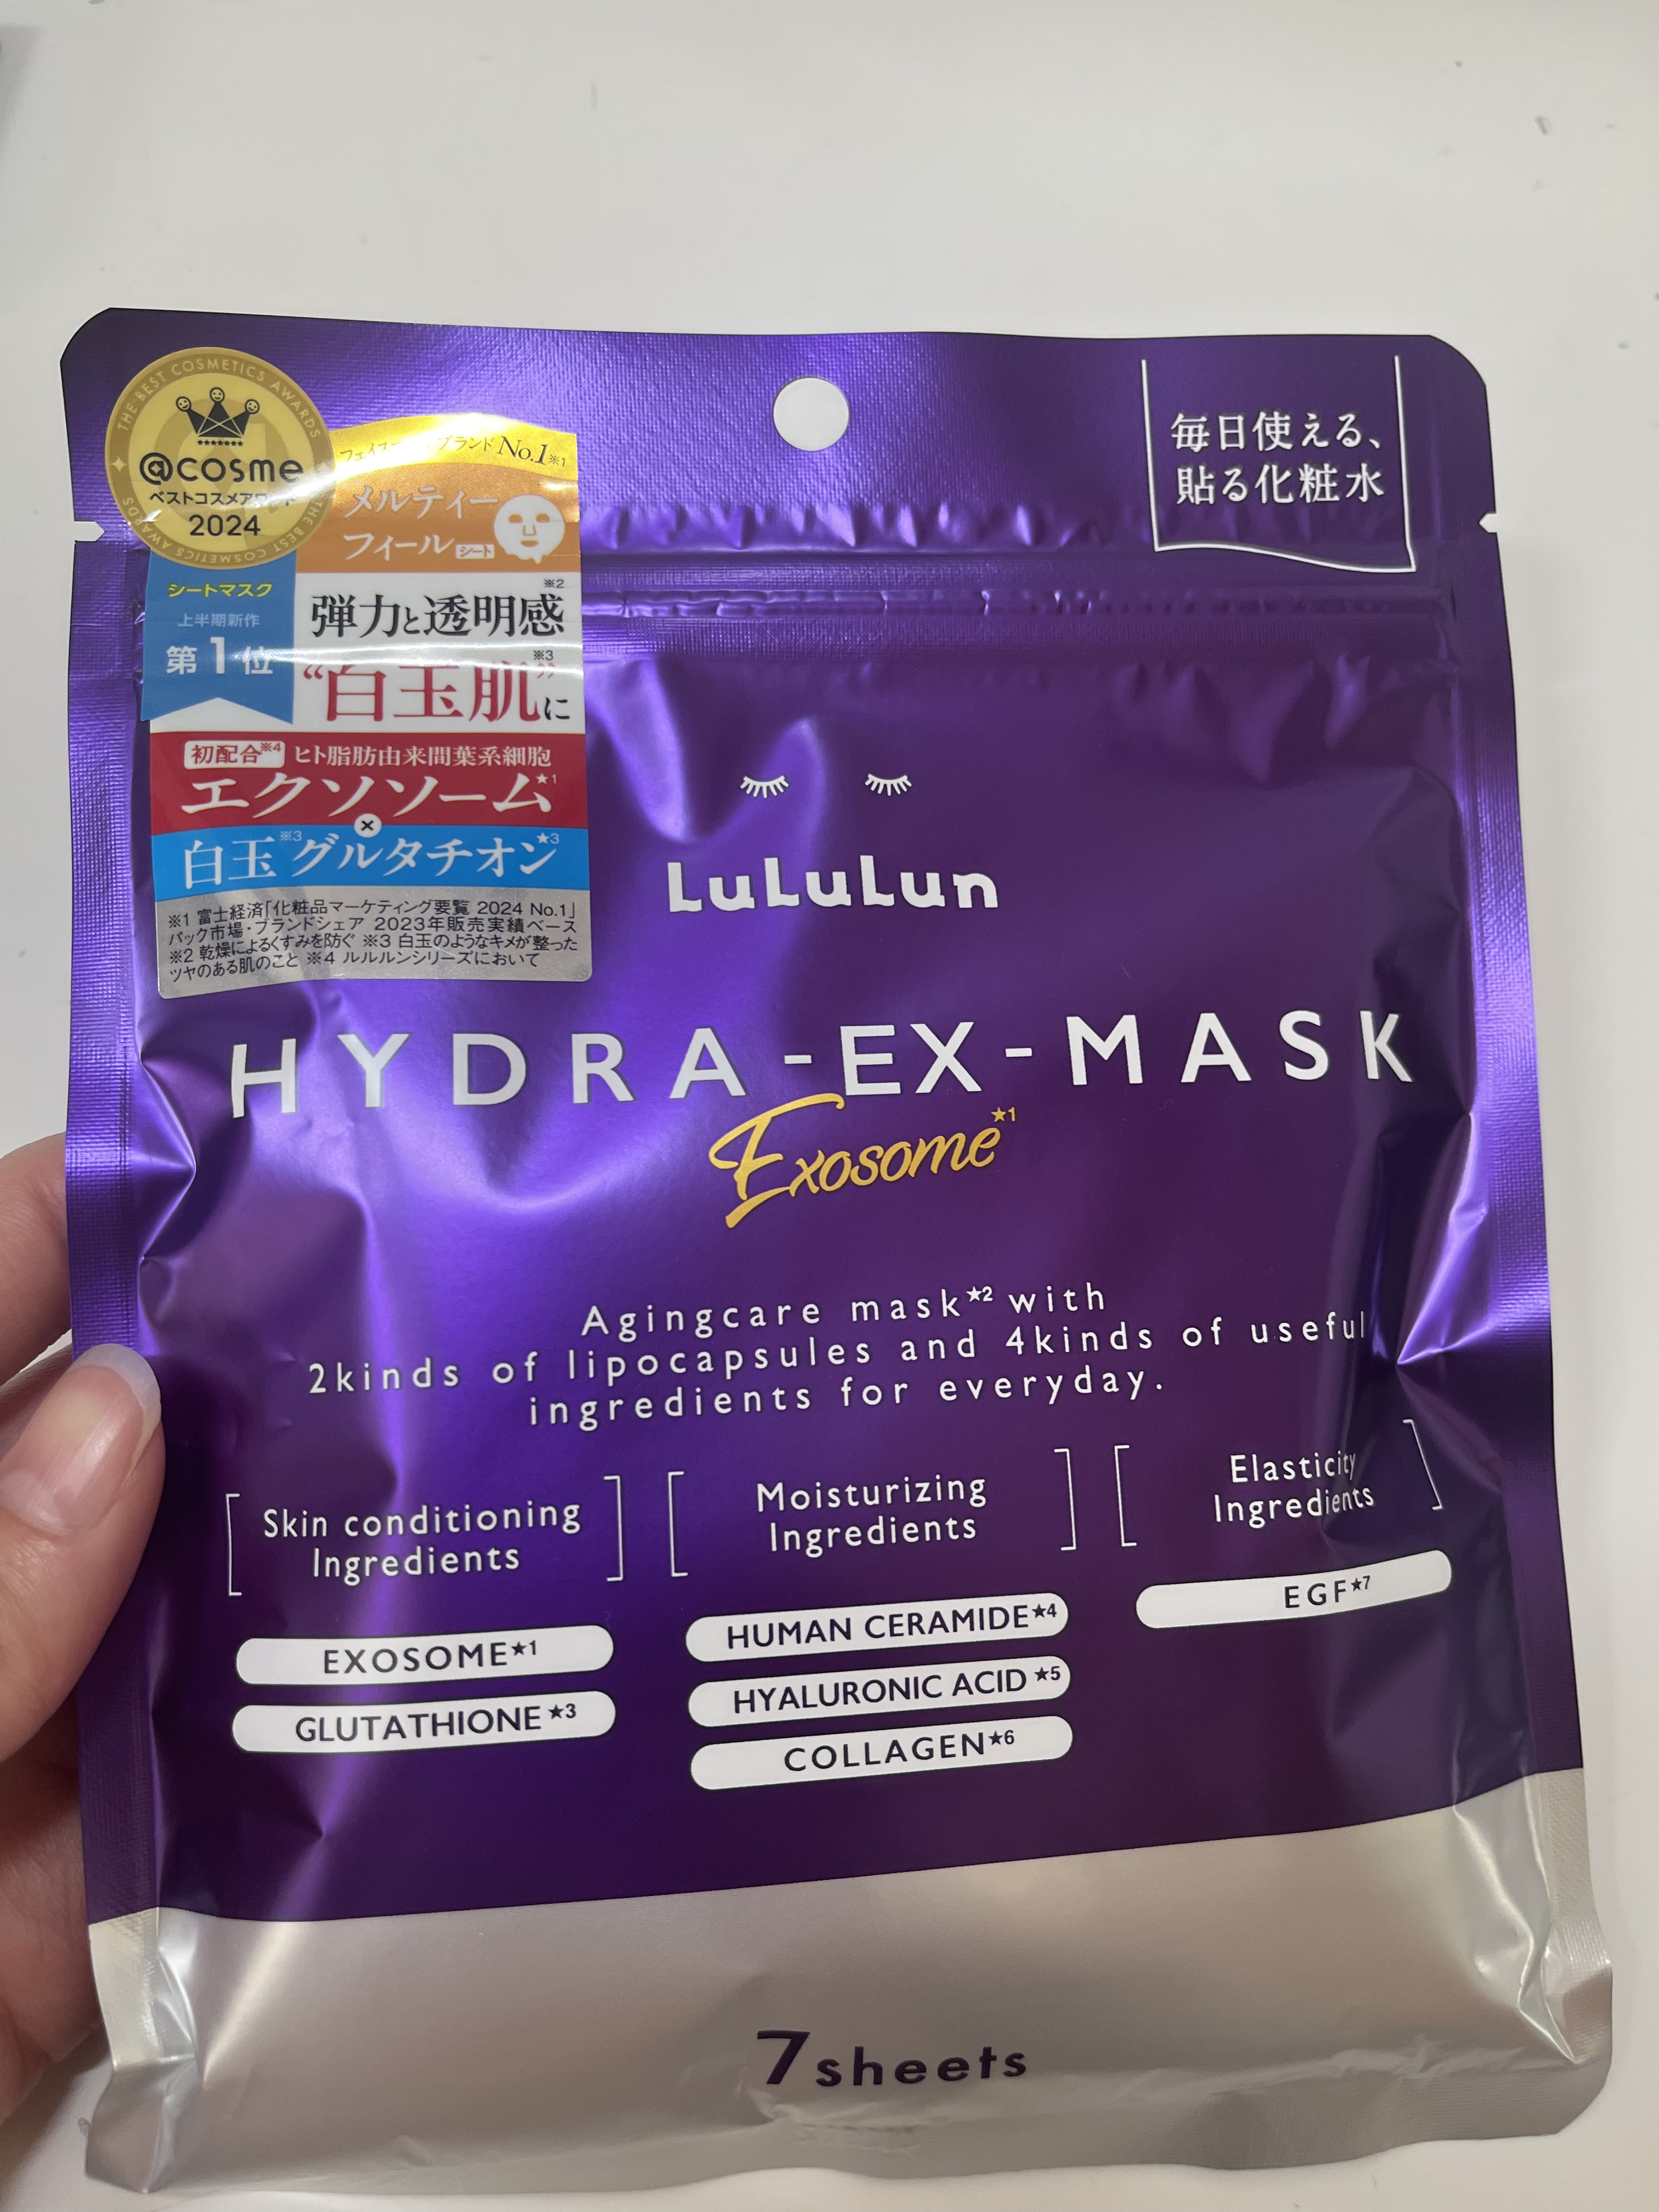 THE BEST COSMETICS AWARDS
@cosme
ベストコスメアワード
2024
THE BEST COSMETICS AWARDS
シートマスク
上半期新作
第1位
ブランドNo.1※1
メルティー
フィール シート
弾力と透明感※2
“白玉肌”※3に
初配合※4 ヒト脂肪由来間葉系細胞
エクソソーム★1
×
白玉※3グルタチオン★3
※1 富士経済「化粧品マーケティング要覧 2024 No.1」
パック市場・ブランドシェア 2023年販売実績ベース
※2 乾燥によるくすみを防ぐ ※3 白玉のようなキメが整った
ツヤのある肌のこと ※4 ルルルンシリーズにおいて
毎日使える、
貼る化粧水
LuLuLun
HYDRA-EX-MASK
Exosome★1
Agingcare mask★2 with
2kinds of lipocapsules and 4kinds of useful
ingredients for everyday.
Skin conditioning
Ingredients
EXOSOME★1
GLUTATHIONE★3
Moisturizing
Ingredients
HUMAN CERAMIDE★4
HYALURONIC ACID★5
COLLAGEN★6
Elasticity
Ingredients
EGF★7
7sheets